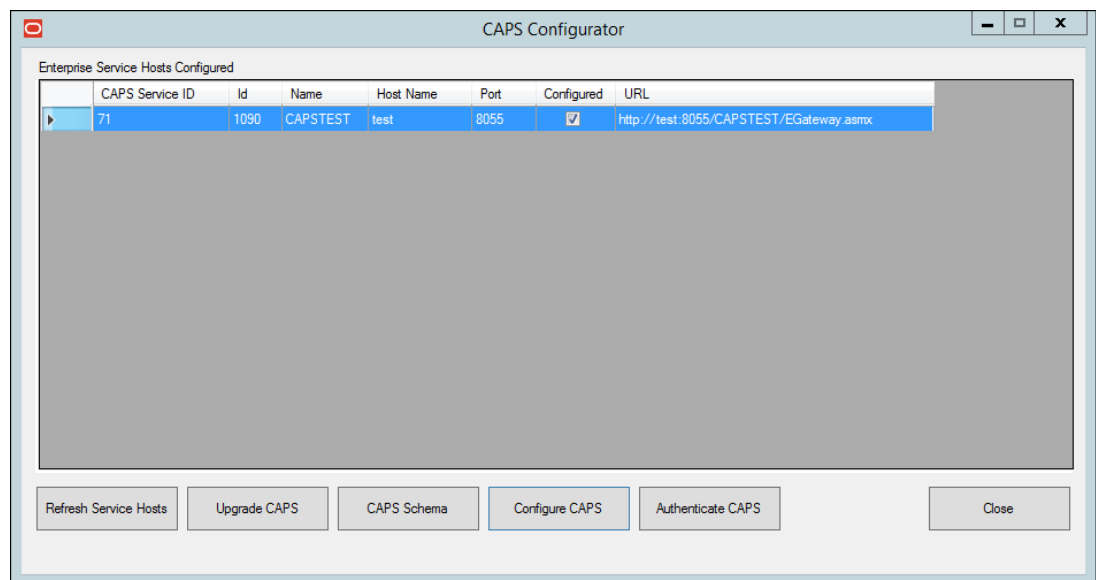 CAPS Configurator
Enterprise Service Hosts Configured
CAPS Service ID Id Name Host Name Port Configured URL
71 1090 CAPSTEST test 8055 http://test:8055/CAPSTEST/EGateway.asmx
Refresh Service Hosts Upgrade CAPS CAPS Schema Configure CAPS Authenticate CAPS Close